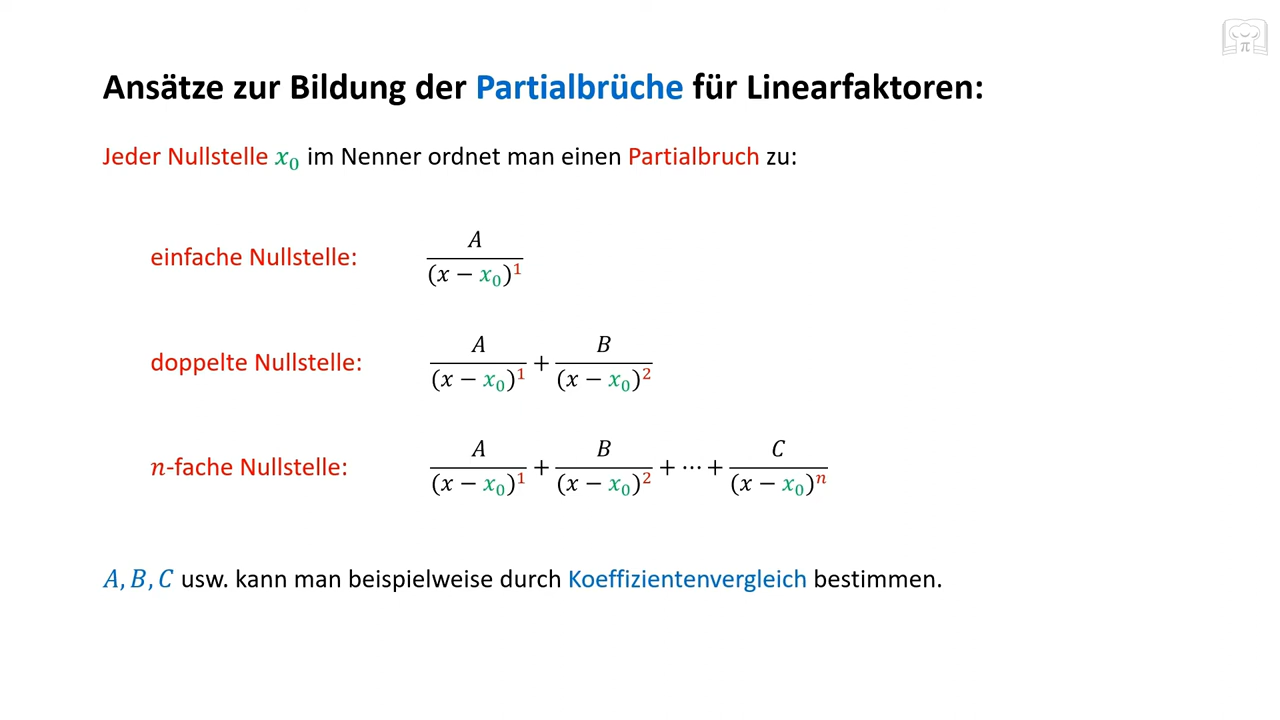 Ansätze zur Bildung der Partialbrüche für Linearfaktoren:
Jeder Nullstelle x₀ im Nenner ordnet man einen Partialbruch zu:
einfache Nullstelle: A/(x − x₀)¹
doppelte Nullstelle: A/(x − x₀)¹ + B/(x − x₀)²
n-fache Nullstelle: A/(x − x₀)¹ + B/(x − x₀)² + ⋯ + C/(x − x₀)ⁿ
A, B, C usw. kann man beispielweise durch Koeffizientenvergleich bestimmen.
π